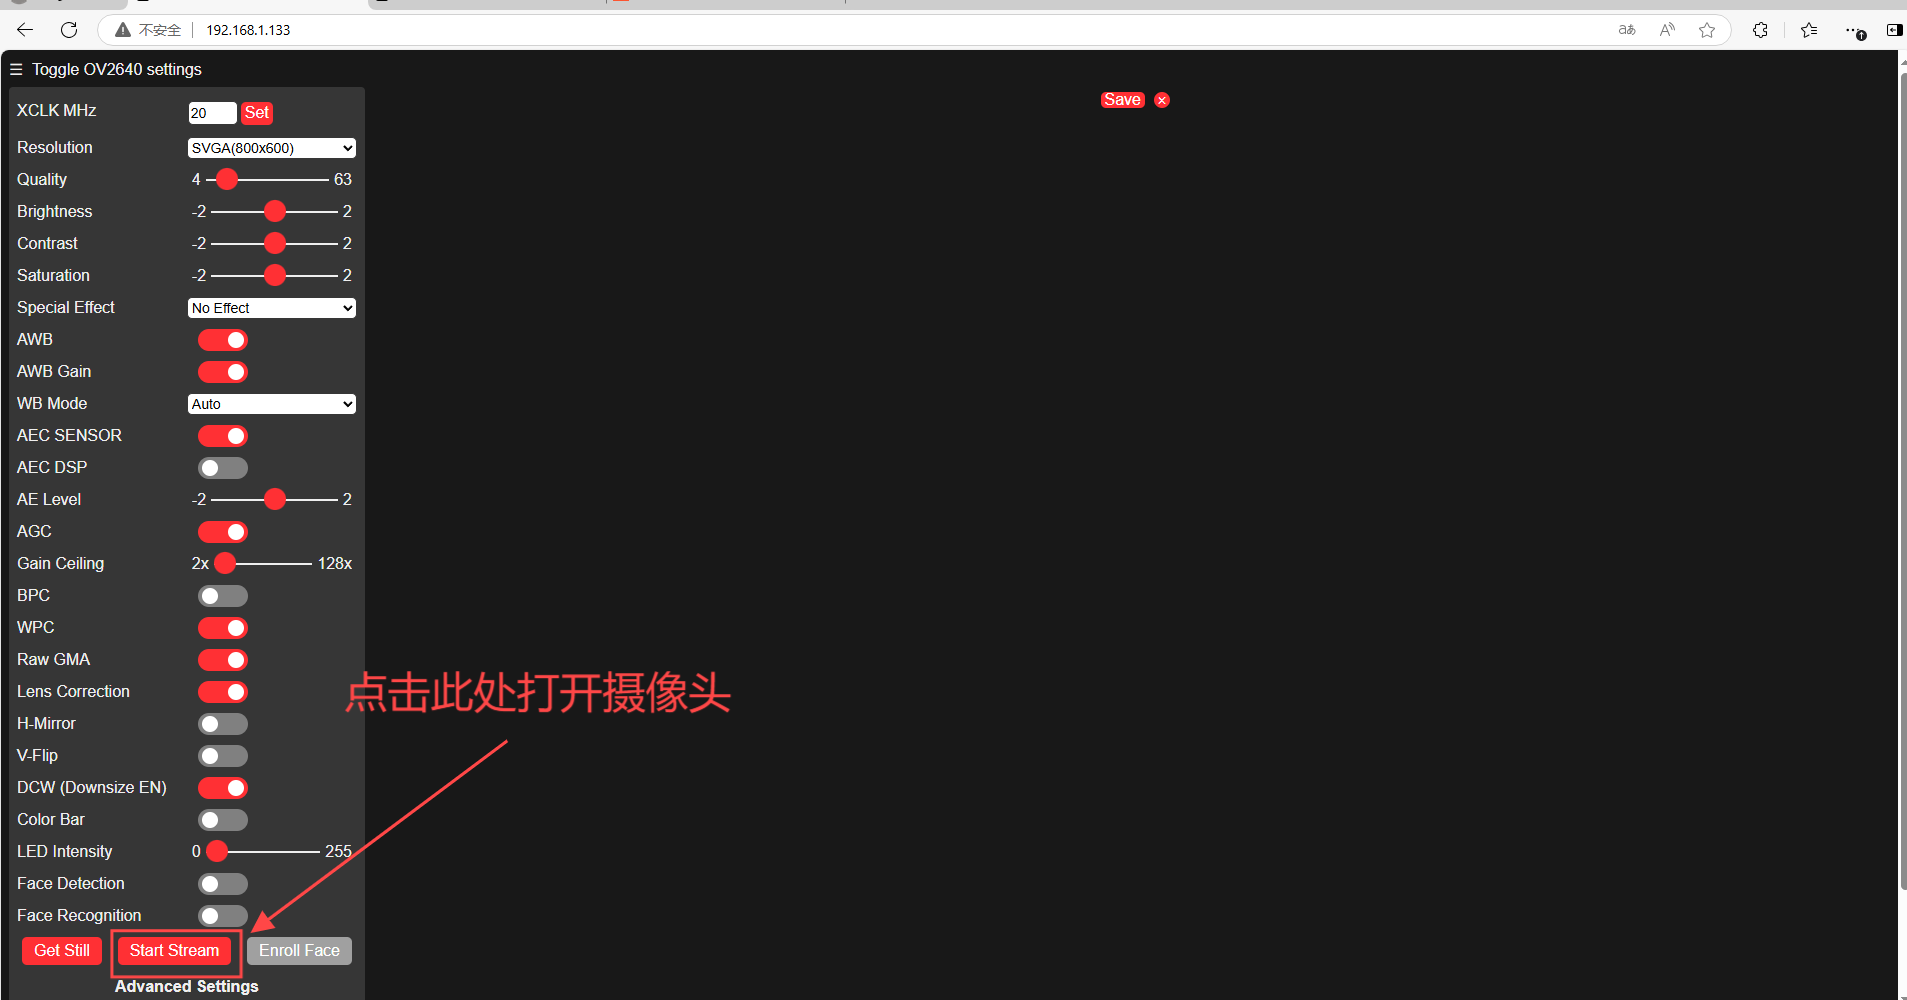 不安全 192.168.1.133
☰ Toggle OV2640 settings
XCLK MHz 20 Set
Save ×
Resolution SVGA(800x600)
Quality 4 63
Brightness -2 2
Contrast -2 2
Saturation -2 2
Special Effect No Effect
AWB
AWB Gain
WB Mode Auto
AEC SENSOR
AEC DSP
AE Level -2 2
AGC
Gain Ceiling 2x 128x
BPC
WPC
Raw GMA
Lens Correction
点击此处打开摄像头
H-Mirror
V-Flip
DCW (Downsize EN)
Color Bar
LED Intensity 0 255
Face Detection
Face Recognition
Get Still Start Stream Enroll Face
Advanced Settings